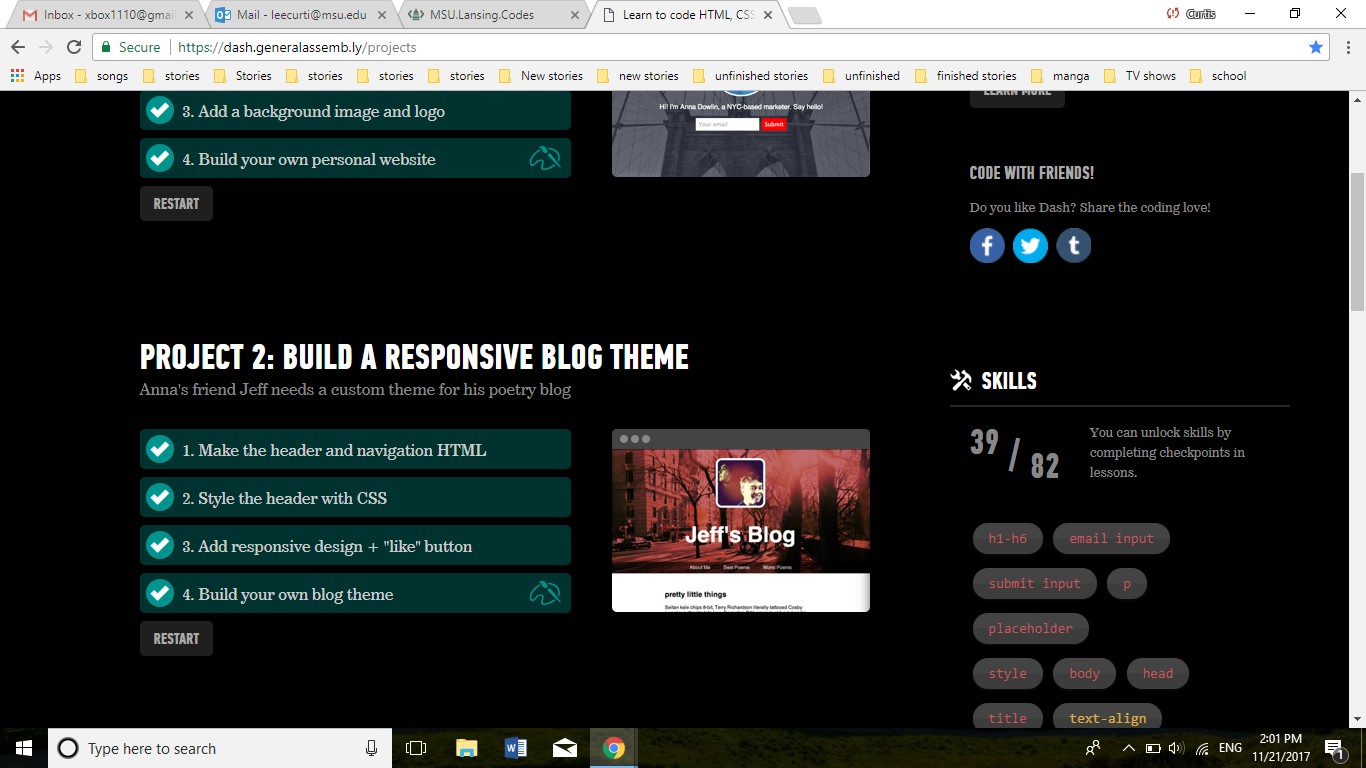 Inbox - xbox1110@gmai
Mail - leecurti@msu.edu
MSU.Lansing.Codes
Learn to code HTML, CSS
Curtis
Secure
https://dash.generalassemb.ly/projects
Apps songs stories Stories stories stories stories New stories new stories unfinished stories unfinished finished stories manga TV shows school
3. Add a background image and logo
4. Build your own personal website
RESTART
Hi! I'm Anna Dowlin, a NYC-based marketer. Say hello!
Your email Submit
LEARN MORE
CODE WITH FRIENDS!
Do you like Dash? Share the coding love!
f t
PROJECT 2: BUILD A RESPONSIVE BLOG THEME
Anna's friend Jeff needs a custom theme for his poetry blog
1. Make the header and navigation HTML
2. Style the header with CSS
3. Add responsive design + "like" button
4. Build your own blog theme
RESTART
Jeff's Blog
About Me Best Poems Worst Poems
pretty little things
Seitan kale chips 8-bit, Terry Richardson literally tattooed Cosby
SKILLS
39 / 82
You can unlock skills by
completing checkpoints in
lessons.
h1-h6 email input
submit input p
placeholder
style body head
title text-align
Type here to search
ENG
2:01 PM
11/21/2017
1